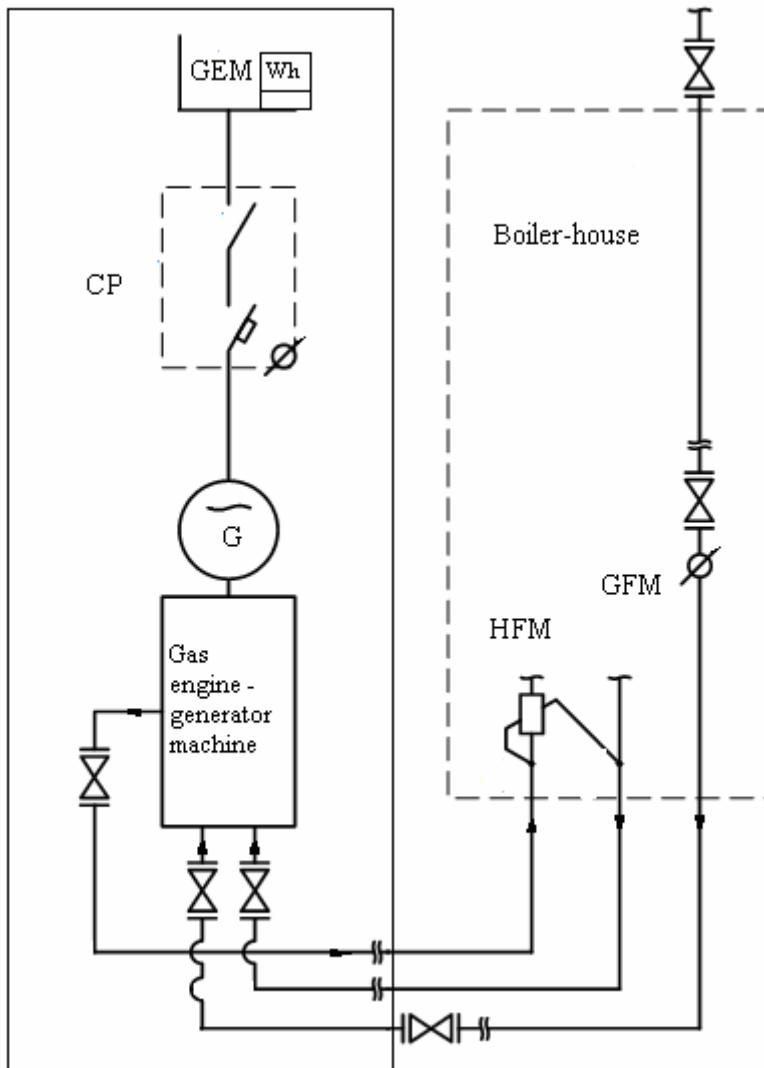 GEM
Wh
Boiler-house
CP
G
GFM
HFM
Gas
engine -
generator
machine